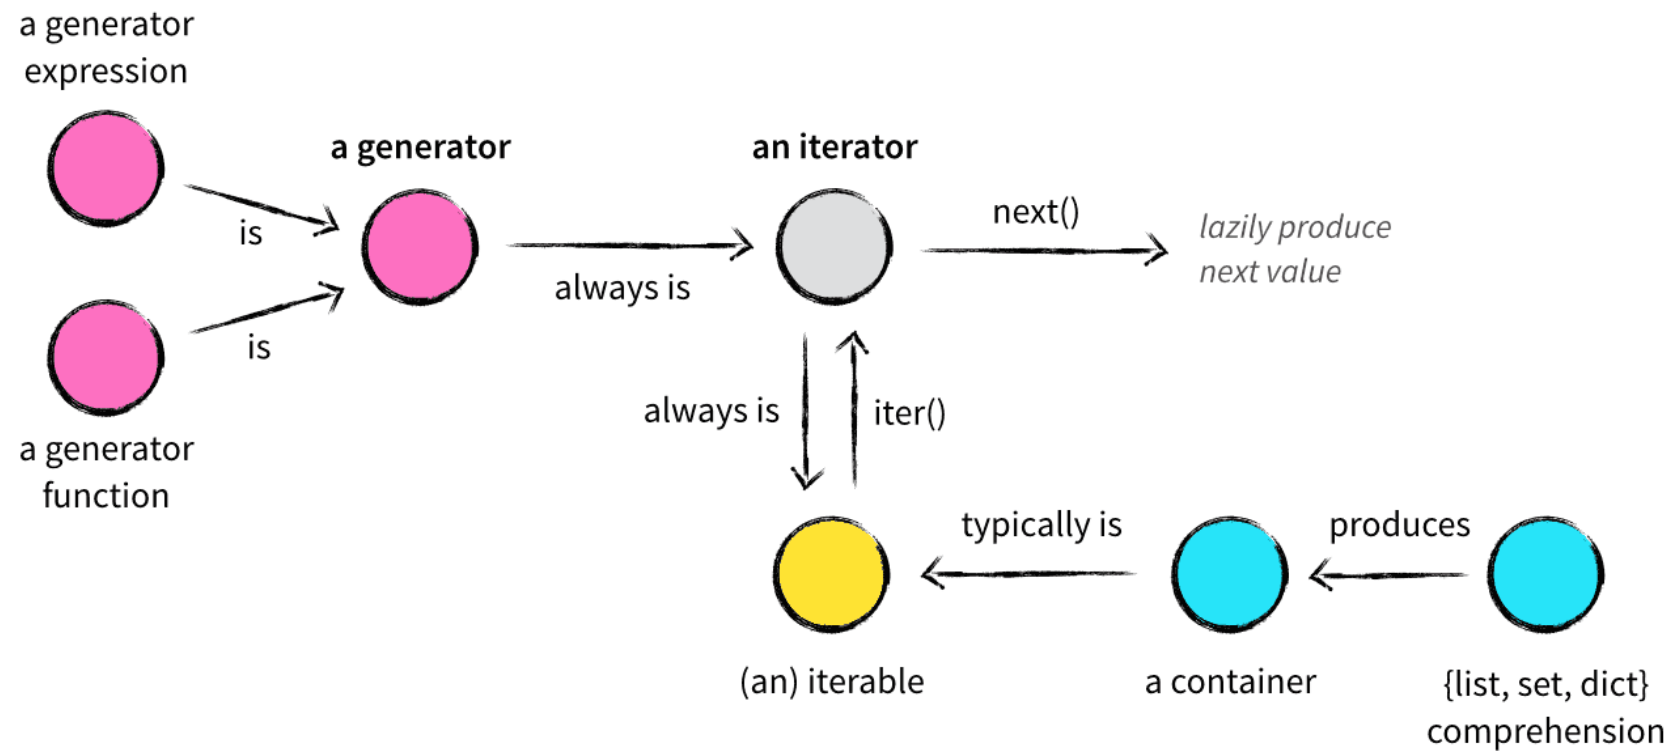 a generator
expression
is
a generator
always is
an iterator
next()
lazily produce
next value
is
a generator
function
always is
iter()
typically is
produces
(an) iterable
a container
{list, set, dict}
comprehension